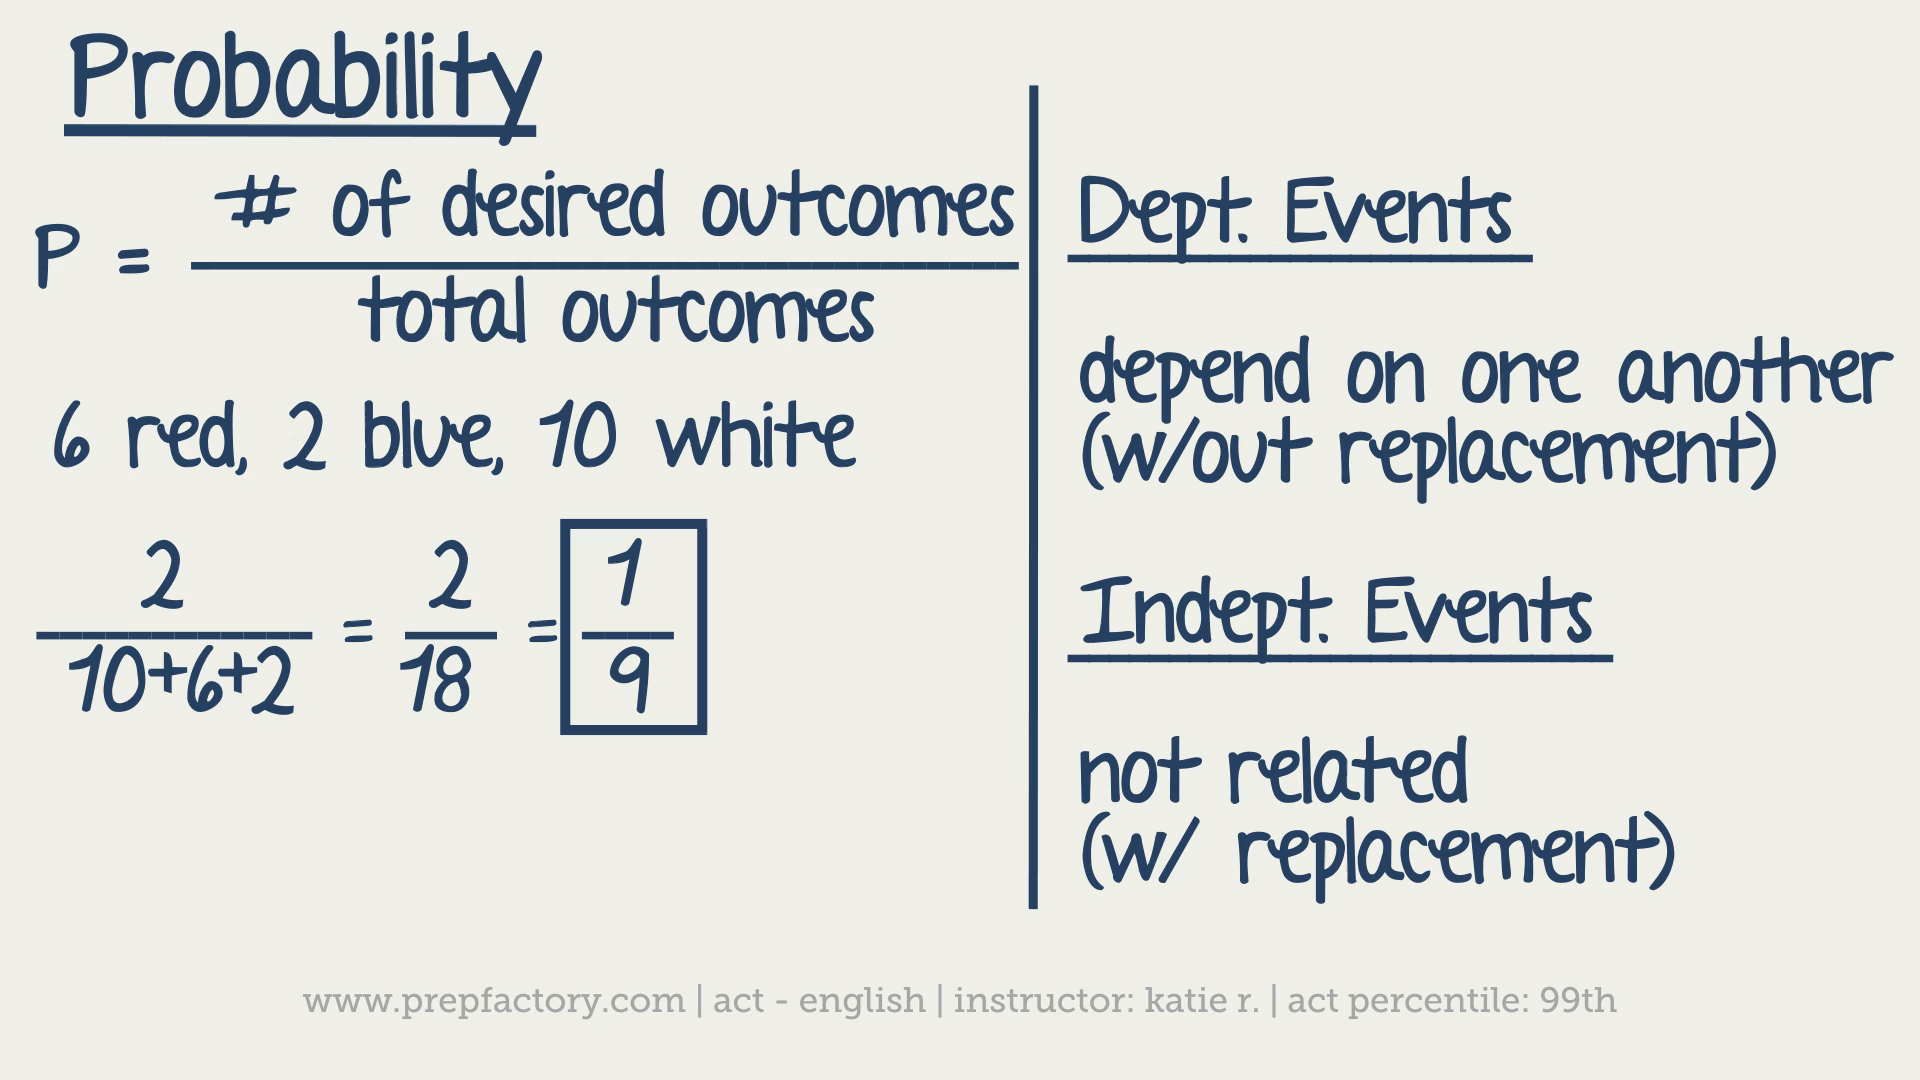 Probability
P = # of desired outcomes
total outcomes
6 red, 2 blue, 10 white
2
10+6+2
=
2
18
=
1
9
Dept. Events
depend on one another
(w/out replacement)
Indept. Events
not related
(w/ replacement)
www.prepfactory.com | act - english | instructor: katie r. | act percentile: 99th